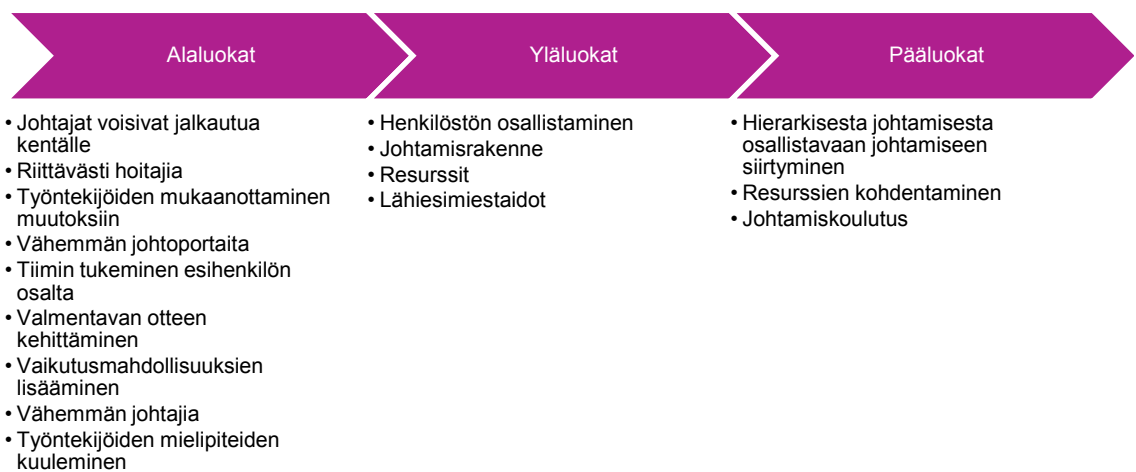 Alaluokat
Yläluokat
Pääluokat
• Johtajat voisivat jalkautua
kentälle
• Riittävästi hoitajia
• Työntekijöiden mukaanottaminen
muutoksiin
• Vähemmän johtoportaita
• Tiimin tukeminen esihenkilön
osalta
• Valmentavan otteen
kehittäminen
• Vaikutusmahdollisuuksien
lisääminen
• Vähemmän johtajia
• Työntekijöiden mielipiteiden
kuuleminen
• Henkilöstön osallistaminen
• Johtamisrakenne
• Resurssit
• Lähiesimiestaidot
• Hierarkisesta johtamisesta
osallistavaan johtamiseen
siirtyminen
• Resurssien kohdentaminen
• Johtamiskoulutus